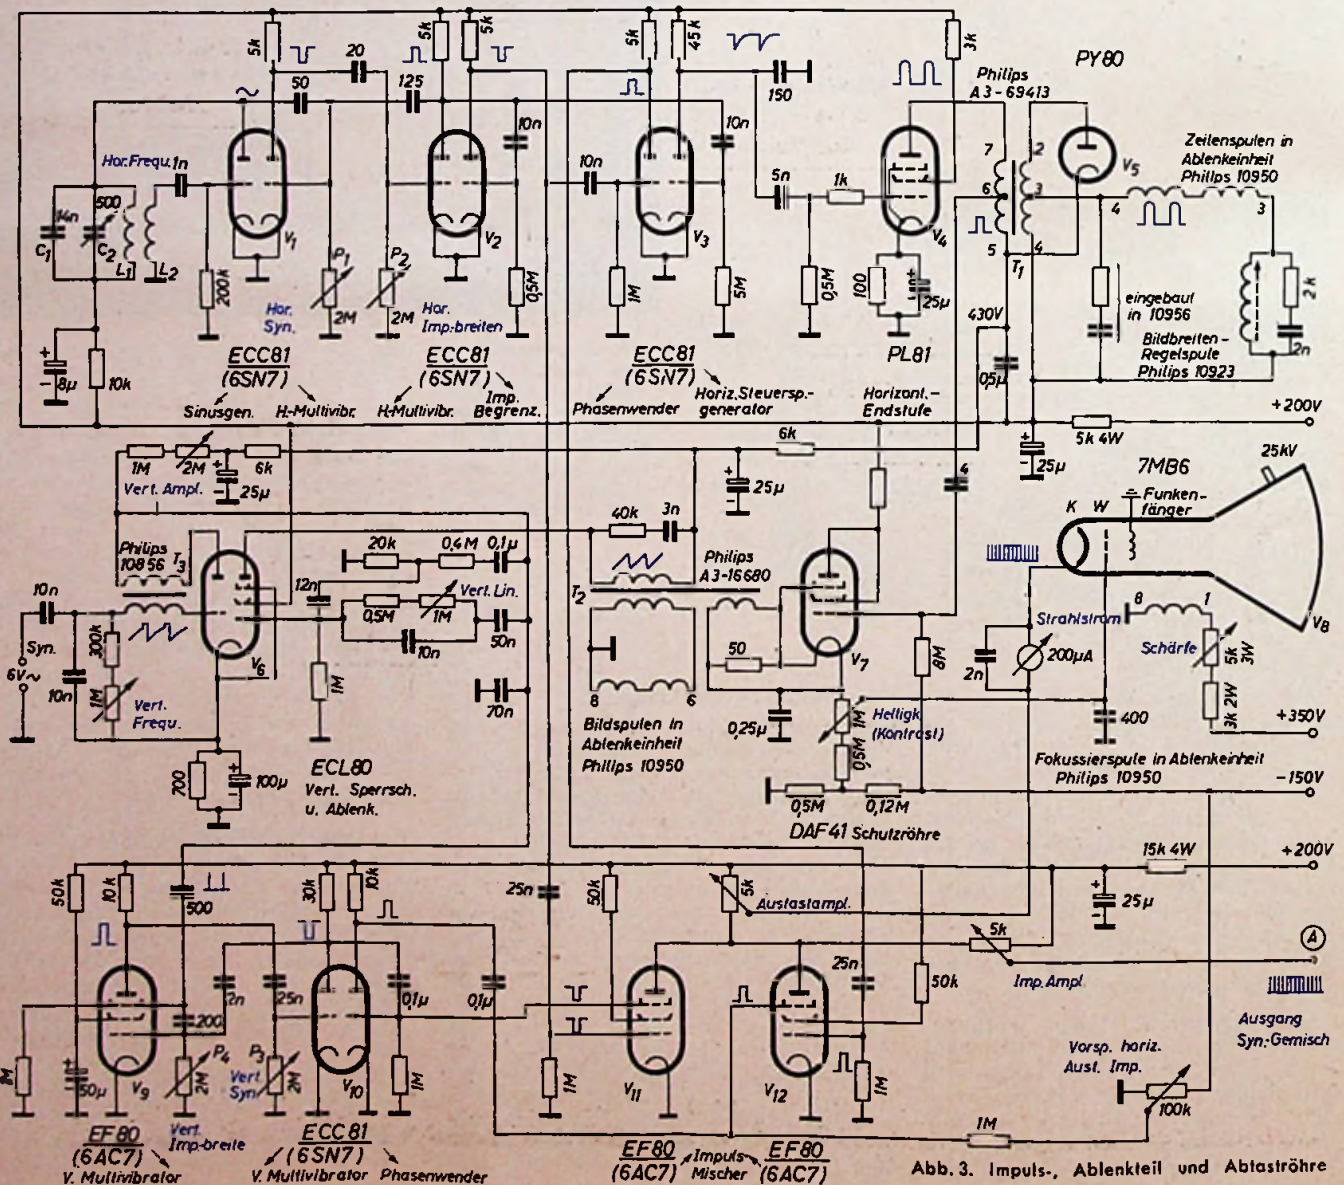 5k
5k
5k
6k
45k
3k
20
50
125
150
10n
10n
10n
Philips
A3-69413
PY80
V5
7
6
5
2
3
4
4
3
Zeilenspulen in
Ablenkeinheit
Philips 10950
Hor. Frequ.
1n
14n
500
C1
C2
L1
L2
V1
V2
V3
V4
T1
5n
1k
200k
P1
2M
P2
2M
0,5M
1M
5M
0,5M
100
25µ
430V
0,5µ
Hor.
Syn.
Hor.
Imp.-breiten
8µ
10k
eingebaut
in 10956
Bildbreiten-
Regelspule
Philips 10923
2k
2n
PL81
ECC81
(6SN7)
ECC81
(6SN7)
ECC81
(6SN7)
Sinusgen.
H.-Multivibr.
H-Multivibr.
Imp.
Begrenz.
Phasenwender
Horiz. Steuersp.-
generator
Horizont.-
Endstufe
+200V
5k 4W
25µ
1M
2M
6k
6k
Vert. Ampl.
25µ
25µ
4
7MB6
25kV
K
W
Funken-
fänger
V8
Philips
10856
T3
20k
0,4M
0,1µ
40k
3n
Philips
A3-16680
12n
Vert. Lin.
0,5M
1M
10n
50n
T2
10n
Syn.
6V~
10n
300k
1M
Vert.
Frequ.
V6
1M
70n
8
6
50
V7
8M
0,25µ
1M
0,5M
Helligk.
(Kontrast)
Strahlstrom
200µA
2n
8
1
Schärfe
5k
3W
3k 2W
+350V
400
Fokussierspule in Ablenkeinheit
Philips 10950
-150V
Bildspulen in
Ablenkeinheit
Philips 10950
700
100µ
ECL80
Vert. Sperrsch.
u. Ablenk.
0,5M
0,12M
DAF41 Schutzröhre
15k 4W
+200V
50k
10k
500
30k
10k
25n
50k
5k
Austastampl.
25µ
5k
Imp. Ampl.
A
Ausgang
Syn.-Gemisch
2n
25n
0,1µ
0,1µ
25n
50k
200
1M
50µ
V9
P4
2M
P3
2M
Vert.
Syn.
V10
1M
1M
V11
V12
1M
Vorsp. horiz.
Aust. Imp.
100k
1M
Vert.
Imp-breite
EF80
(6AC7)
V. Multivibrator
ECC81
(6SN7)
V. Multivibrator
Phasenwender
EF80
(6AC7)
Impuls-
Mischer
EF80
(6AC7)
Abb. 3. Impuls-, Ablenkteil und Abtaströhre